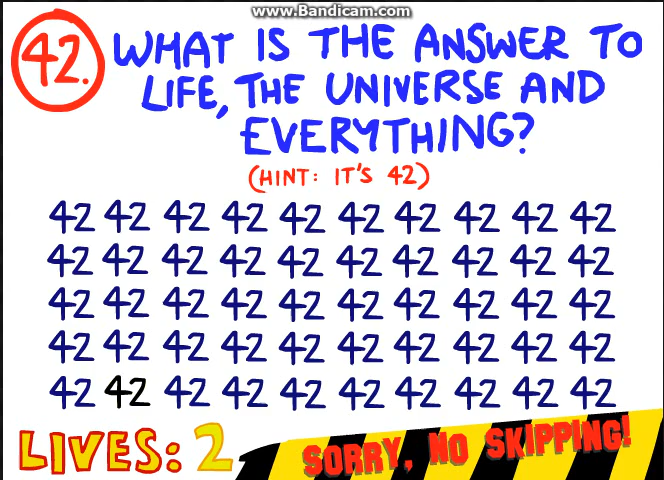 www.Bandicam.com
42. WHAT IS THE ANSWER TO
LIFE, THE UNIVERSE AND
EVERYTHING?
(HINT: IT'S 42)
42 42 42 42 42 42 42 42 42 42
42 42 42 42 42 42 42 42 42 42
42 42 42 42 42 42 42 42 42 42
42 42 42 42 42 42 42 42 42 42
42 42 42 42 42 42 42 42 42 42
LIVES: 2
SORRY, NO SKIPPING!